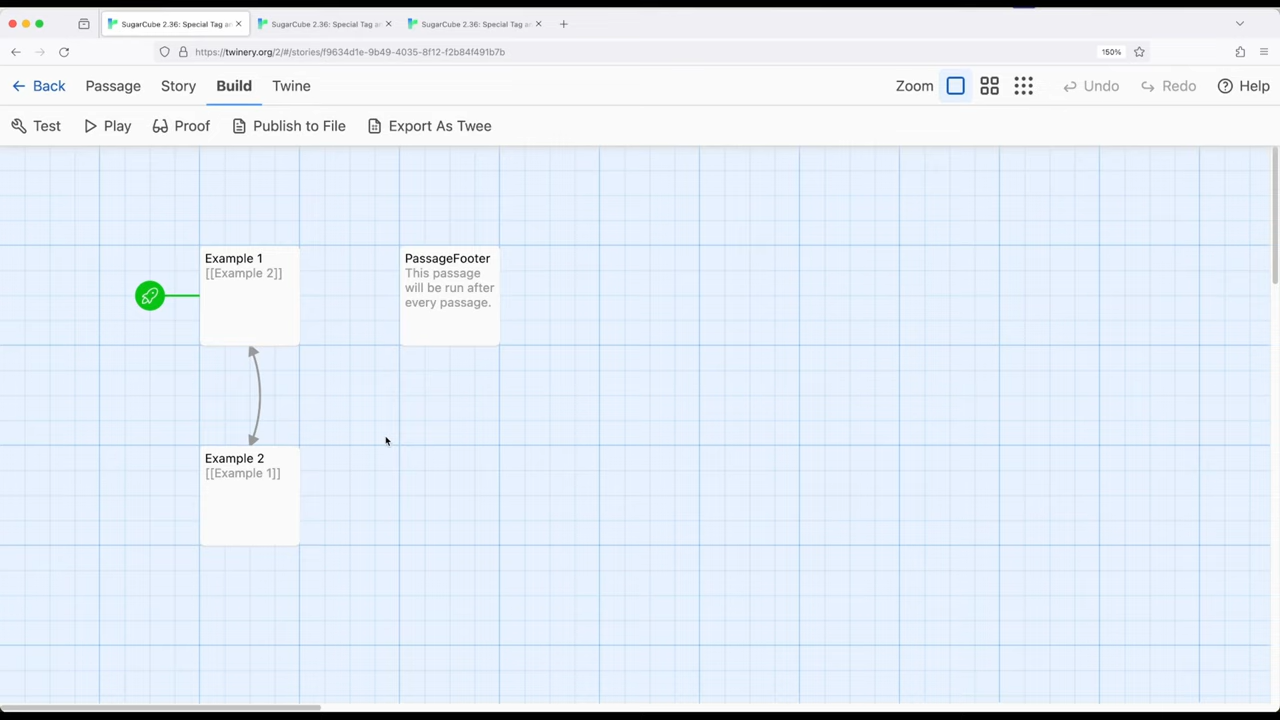 SugarCube 2.36: Special Tag an
SugarCube 2.36: Special Tag an
SugarCube 2.36: Special Tag an
https://twinery.org/2/#/stories/f9634d1e-9b49-4035-8f12-f2b84f491b7b
150%
Back
Passage
Story
Build
Twine
Zoom
Undo
Redo
Help
Test
Play
Proof
Publish to File
Export As Twee
Example 1
[[Example 2]]
PassageFooter
This passage
will be run after
every passage.
Example 2
[[Example 1]]